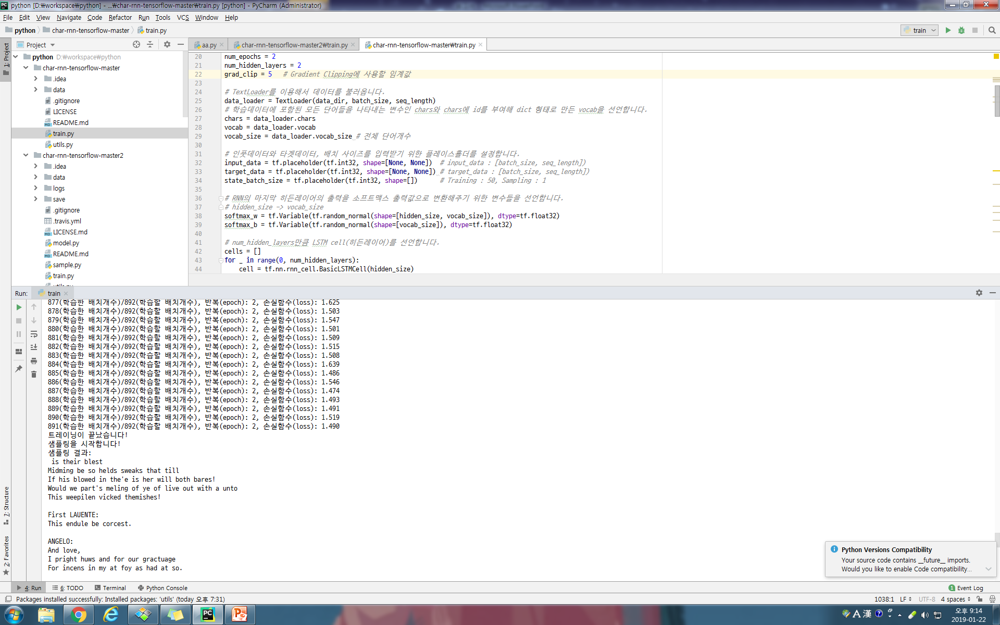 python [D:\workspace\python] - ...\char-rnn-tensorflow-master\train.py [python] - PyCharm (Administrator)
File Edit View Navigate Code Refactor Run Tools VCS Window Help
python char-rnn-tensorflow-master train.py
train
1: Project
Project
aa.py
char-rnn-tensorflow-master2\train.py
char-rnn-tensorflow-master\train.py
python D:\workspace\python
char-rnn-tensorflow-master
.idea
data
.gitignore
LICENSE
README.md
train.py
utils.py
char-rnn-tensorflow-master2
.idea
data
logs
save
.gitignore
.travis.yml
LICENSE.md
model.py
README.md
sample.py
train.py
20 num_epochs = 2
21 num_hidden_layers = 2
22 grad_clip = 5 # Gradient Clipping에 사용할 임계값
23
24 # TextLoader를 이용해서 데이터를 불러옵니다.
25 data_loader = TextLoader(data_dir, batch_size, seq_length)
26 # 학습데이터에 포함된 모든 단어들을 나타내는 변수인 chars와 chars에 id를 부여해 dict 형태로 만든 vocab을 선언합니다.
27 chars = data_loader.chars
28 vocab = data_loader.vocab
29 vocab_size = data_loader.vocab_size # 전체 단어개수
30
31 # 인풋데이터와 타겟데이터, 배치 사이즈를 입력받기 위한 플레이스홀더를 설정합니다.
32 input_data = tf.placeholder(tf.int32, shape=[None, None]) # input_data : [batch_size, seq_length])
33 target_data = tf.placeholder(tf.int32, shape=[None, None]) # target_data : [batch_size, seq_length])
34 state_batch_size = tf.placeholder(tf.int32, shape=[]) # Training : 50, Sampling : 1
35
36 # RNN의 마지막 히든레이어의 출력을 소프트맥스 출력값으로 변환해주기 위한 변수들을 선언합니다.
37 # hidden_size -> vocab_size
38 softmax_w = tf.Variable(tf.random_normal(shape=[hidden_size, vocab_size]), dtype=tf.float32)
39 softmax_b = tf.Variable(tf.random_normal(shape=[vocab_size]), dtype=tf.float32)
40
41 # num_hidden_layers만큼 LSTM cell(히든레이어)를 선언합니다.
42 cells = []
43 for _ in range(0, num_hidden_layers):
44 cell = tf.nn.rnn_cell.BasicLSTMCell(hidden_size)
Run: train
877(학습한 배치개수)/892(학습할 배치개수), 반복(epoch): 2, 손실함수(loss): 1.625
878(학습한 배치개수)/892(학습할 배치개수), 반복(epoch): 2, 손실함수(loss): 1.503
879(학습한 배치개수)/892(학습할 배치개수), 반복(epoch): 2, 손실함수(loss): 1.547
880(학습한 배치개수)/892(학습할 배치개수), 반복(epoch): 2, 손실함수(loss): 1.501
881(학습한 배치개수)/892(학습할 배치개수), 반복(epoch): 2, 손실함수(loss): 1.509
882(학습한 배치개수)/892(학습할 배치개수), 반복(epoch): 2, 손실함수(loss): 1.515
883(학습한 배치개수)/892(학습할 배치개수), 반복(epoch): 2, 손실함수(loss): 1.508
884(학습한 배치개수)/892(학습할 배치개수), 반복(epoch): 2, 손실함수(loss): 1.639
885(학습한 배치개수)/892(학습할 배치개수), 반복(epoch): 2, 손실함수(loss): 1.486
886(학습한 배치개수)/892(학습할 배치개수), 반복(epoch): 2, 손실함수(loss): 1.546
887(학습한 배치개수)/892(학습할 배치개수), 반복(epoch): 2, 손실함수(loss): 1.474
888(학습한 배치개수)/892(학습할 배치개수), 반복(epoch): 2, 손실함수(loss): 1.493
889(학습한 배치개수)/892(학습할 배치개수), 반복(epoch): 2, 손실함수(loss): 1.491
890(학습한 배치개수)/892(학습할 배치개수), 반복(epoch): 2, 손실함수(loss): 1.519
891(학습한 배치개수)/892(학습할 배치개수), 반복(epoch): 2, 손실함수(loss): 1.490
트레이닝이 끝났습니다!
샘플링을 시작합니다!
샘플링 결과:
is their blest
Midming be so helds sweaks that till
If his blowed in the'e is her will both bares!
Would we part's meling of ye of live out with a unto
This weepilen vicked themishes!

First LAUENTE:
This endule be corcest.

ANGELO:
And love,
I pright huws and for our gractuage
For incens in my at foy as had at so.
7: Structure
2: Favorites
Python Versions Compatibility
Your source code contains __future__ imports.
Would you like to enable Code compatibility...
4: Run 6: TODO Terminal Python Console
1 Event Log
Packages installed successfully: Installed packages: 'utils' (today 오후 7:31)
1038:1 LF UTF-8 4 spaces
A 漢
오후 9:14
2019-01-22